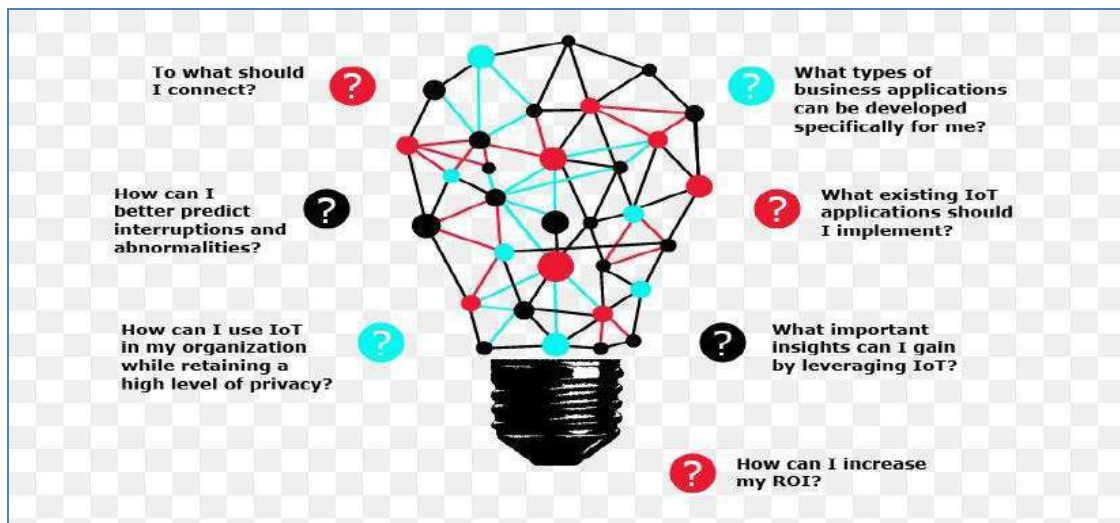 To what should
I connect?
?
How can I
better predict
interruptions and
abnormalities?
?
How can I use IoT
in my organization
while retaining a
high level of privacy?
?
?
What types of
business applications
can be developed
specifically for me?
?
What existing IoT
applications should
I implement?
?
What important
insights can I gain
by leveraging IoT?
?
How can I increase
my ROI?